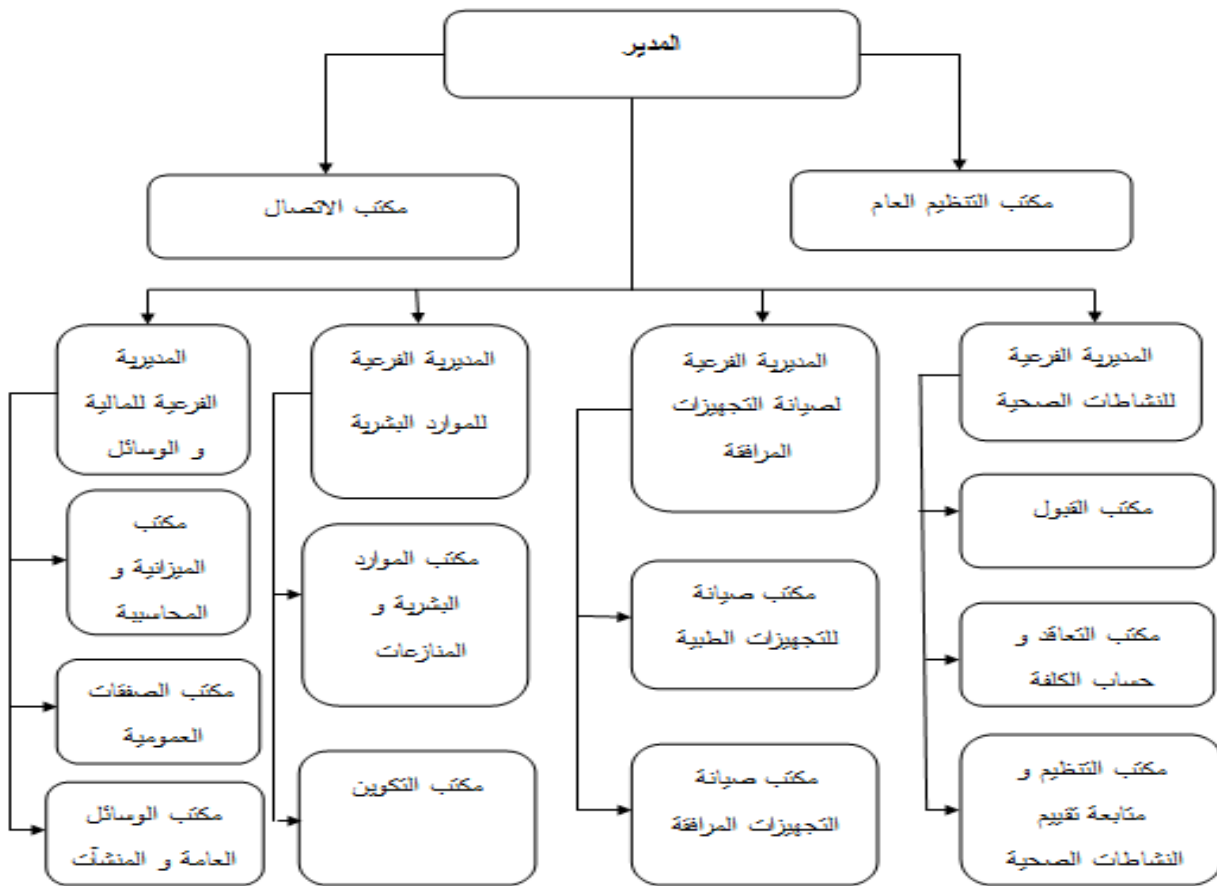 المدير
مكتب التنظيم العام
مكتب الاتصال
المديرية الفرعية
للنشاطات الصحية
المديرية الفرعية
لصيانة التجهيزات
المرافقة
المديرية الفرعية
للموارد البشرية
المديرية
الفرعية للمالية
و الوسائل
مكتب القبول
مكتب التعاقد و
حساب الكلفة
مكتب التنظيم و
متابعة تقييم
النشاطات الصحية
مكتب صيانة
للتجهيزات الطبية
مكتب صيانة
التجهيزات المرافقة
مكتب الموارد
البشرية و
المنازعات
مكتب التكوين
مكتب
الميزانية و
المحاسبية
مكتب الصفقات
العمومية
مكتب الوسائل
العامة و المنشآت